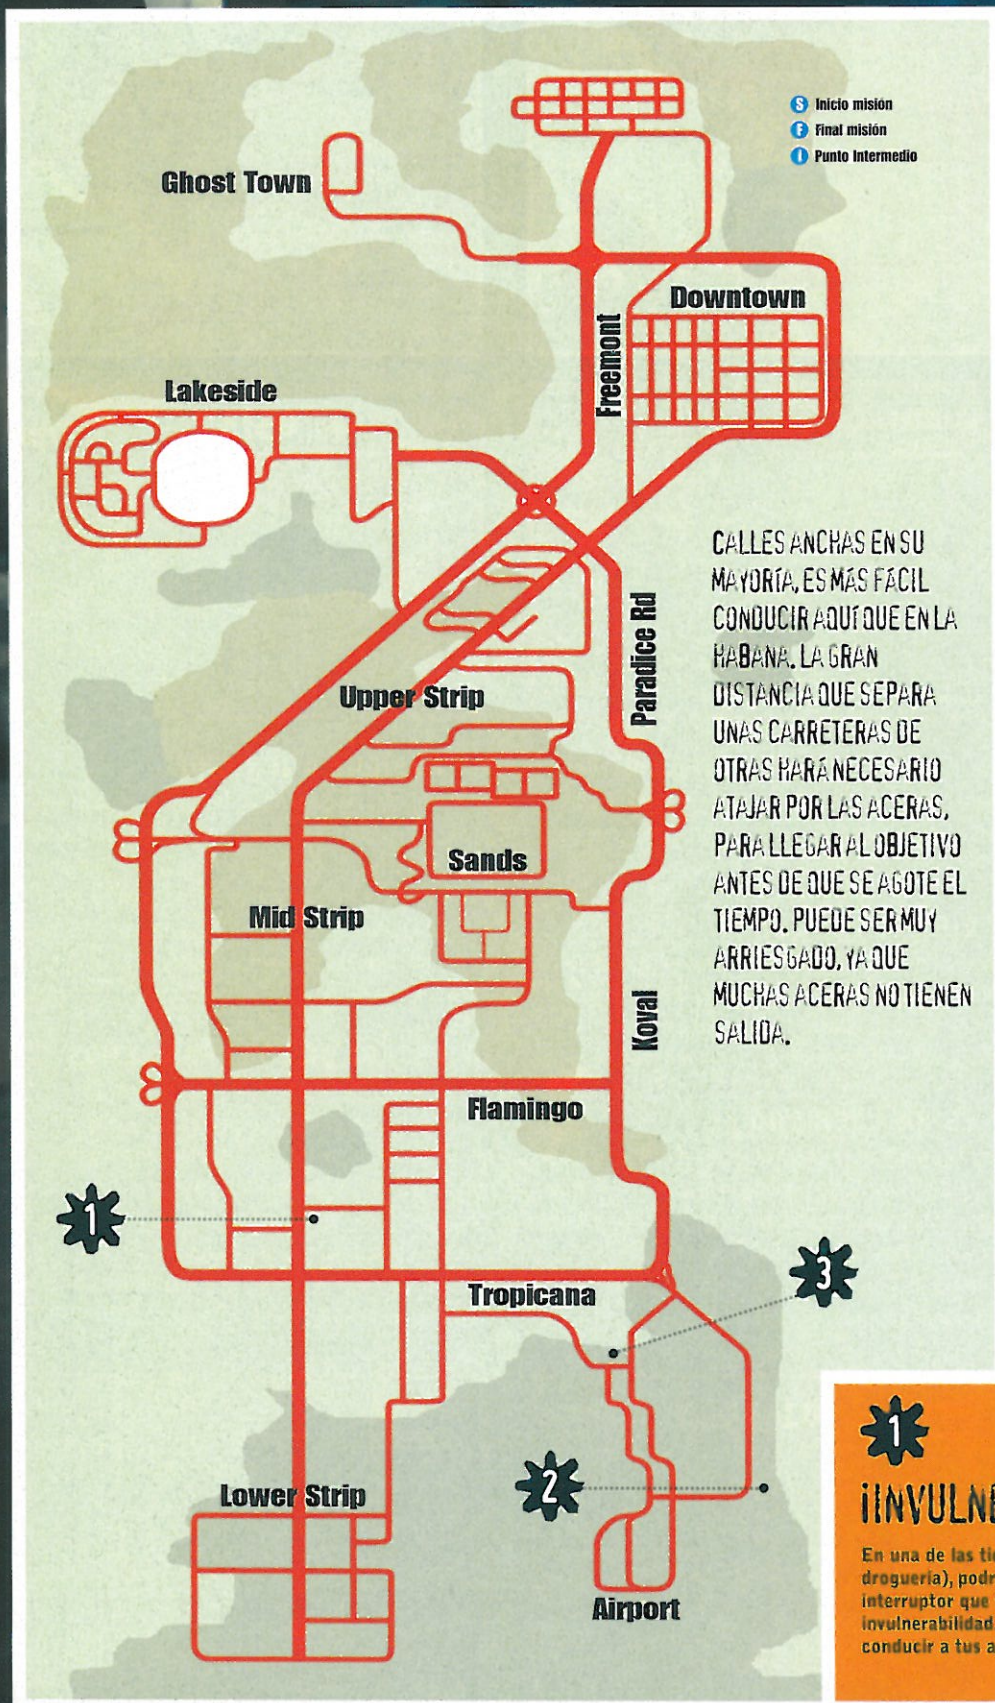 S Inicio misión
F Final misión
I Punto Intermedio
Ghost Town
Downtown
Freemont
Lakeside
CALLES ANCHAS EN SU
MAYORÍA, ES MÁS FÁCIL
CONDUCIR AQUÍ QUE EN LA
HABANA. LA GRAN
DISTANCIA QUE SEPARA
UNAS CARRETERAS DE
OTRAS HARÁ NECESARIO
ATAJAR POR LAS ACERAS,
PARA LLEGAR AL OBJETIVO
ANTES DE QUE SE AGOTE EL
TIEMPO. PUEDE SER MUY
ARRIESGADO, YA QUE
MUCHAS ACERAS NO TIENEN
SALIDA.
Paradice Rd
Upper Strip
Sands
Mid Strip
Koval
Flamingo
1
3
Tropicana
2
Lower Strip
Airport
1
¡INVULNE
En una de las tie
droguería), podr
interruptor que
invulnerabilidad
conducir a tus a